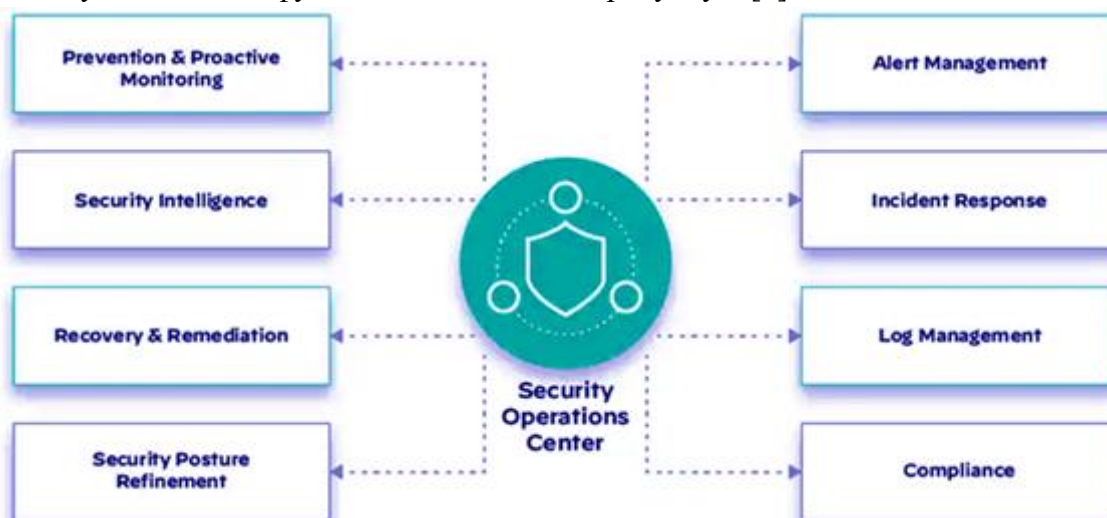 Prevention & Proactive
Monitoring
Security Intelligence
Recovery & Remediation
Security Posture
Refinement
Security
Operations
Center
Alert Management
Incident Response
Log Management
Compliance